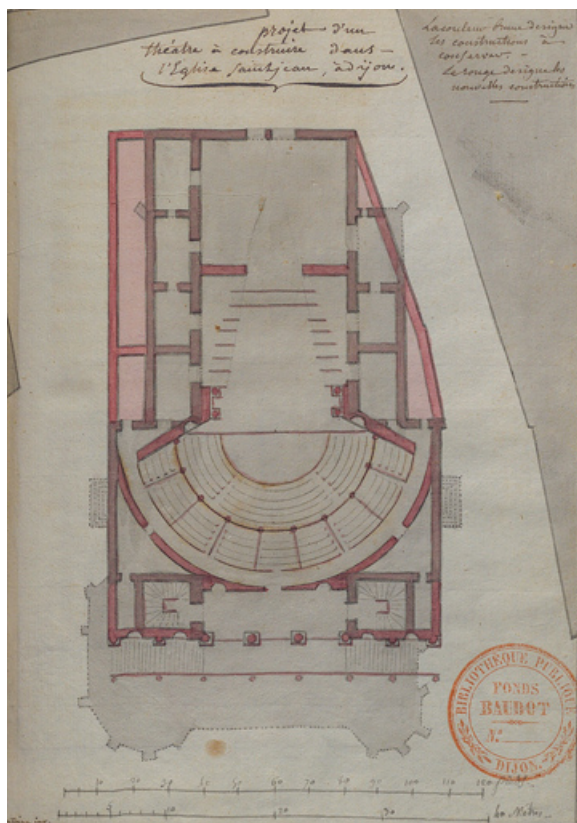 projet d'un
théâtre à construire dans
l'Eglise Saint jean, à dijon.
La couleur brune designe
les constructions à
conserver.
Le rouge designe les
nouvelles constructions
BIBLIOTHÈQUE PUBLIQUE
FONDS
BAUDOT
N°.
DIJON.
10 20 30 40 50 60 70 80 90 100 110 120
10 20 30 40 Metres